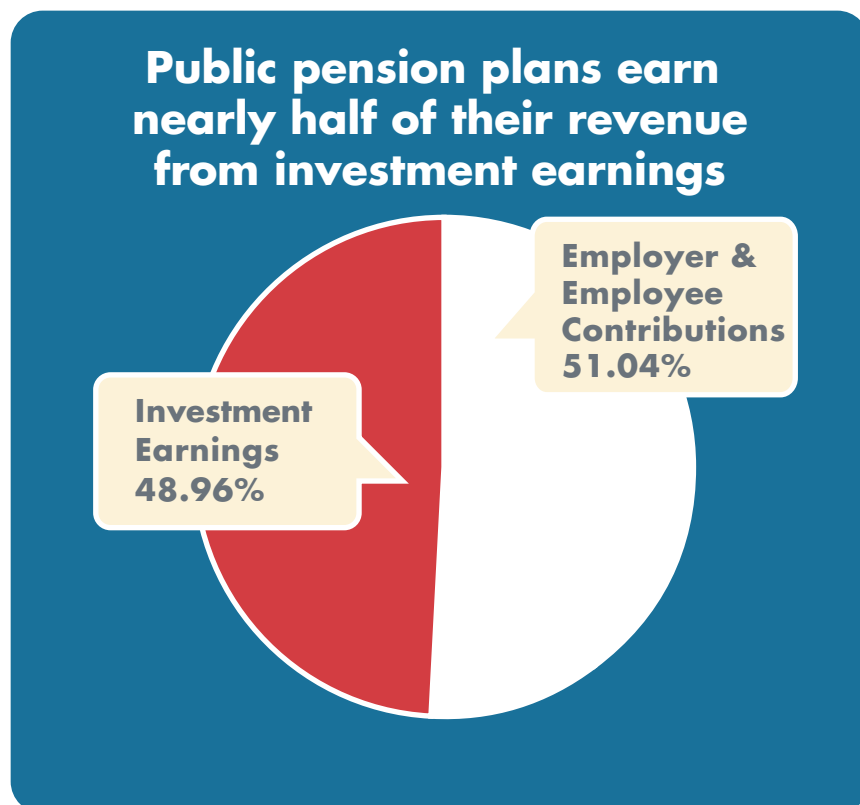 Public pension plans earn
nearly half of their revenue
from investment earnings
Employer &
Employee
Contributions
51.04%
Investment
Earnings
48.96%